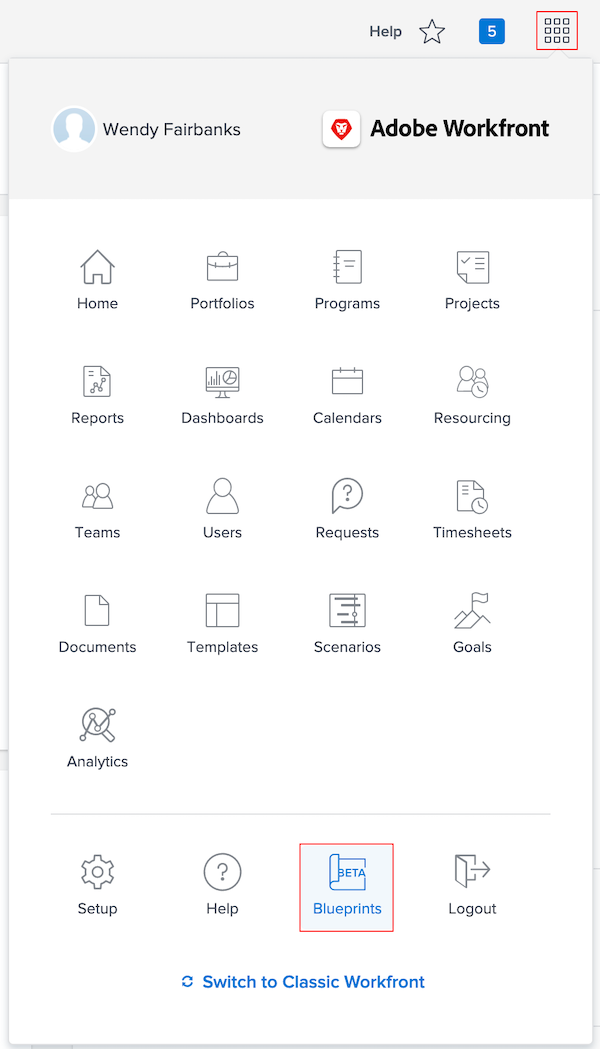 Help 5
Wendy Fairbanks Adobe Workfront
Home Portfolios Programs Projects
Reports Dashboards Calendars Resourcing
Teams Users Requests Timesheets
Documents Templates Scenarios Goals
Analytics
BETA
Setup Help Blueprints Logout
Switch to Classic Workfront